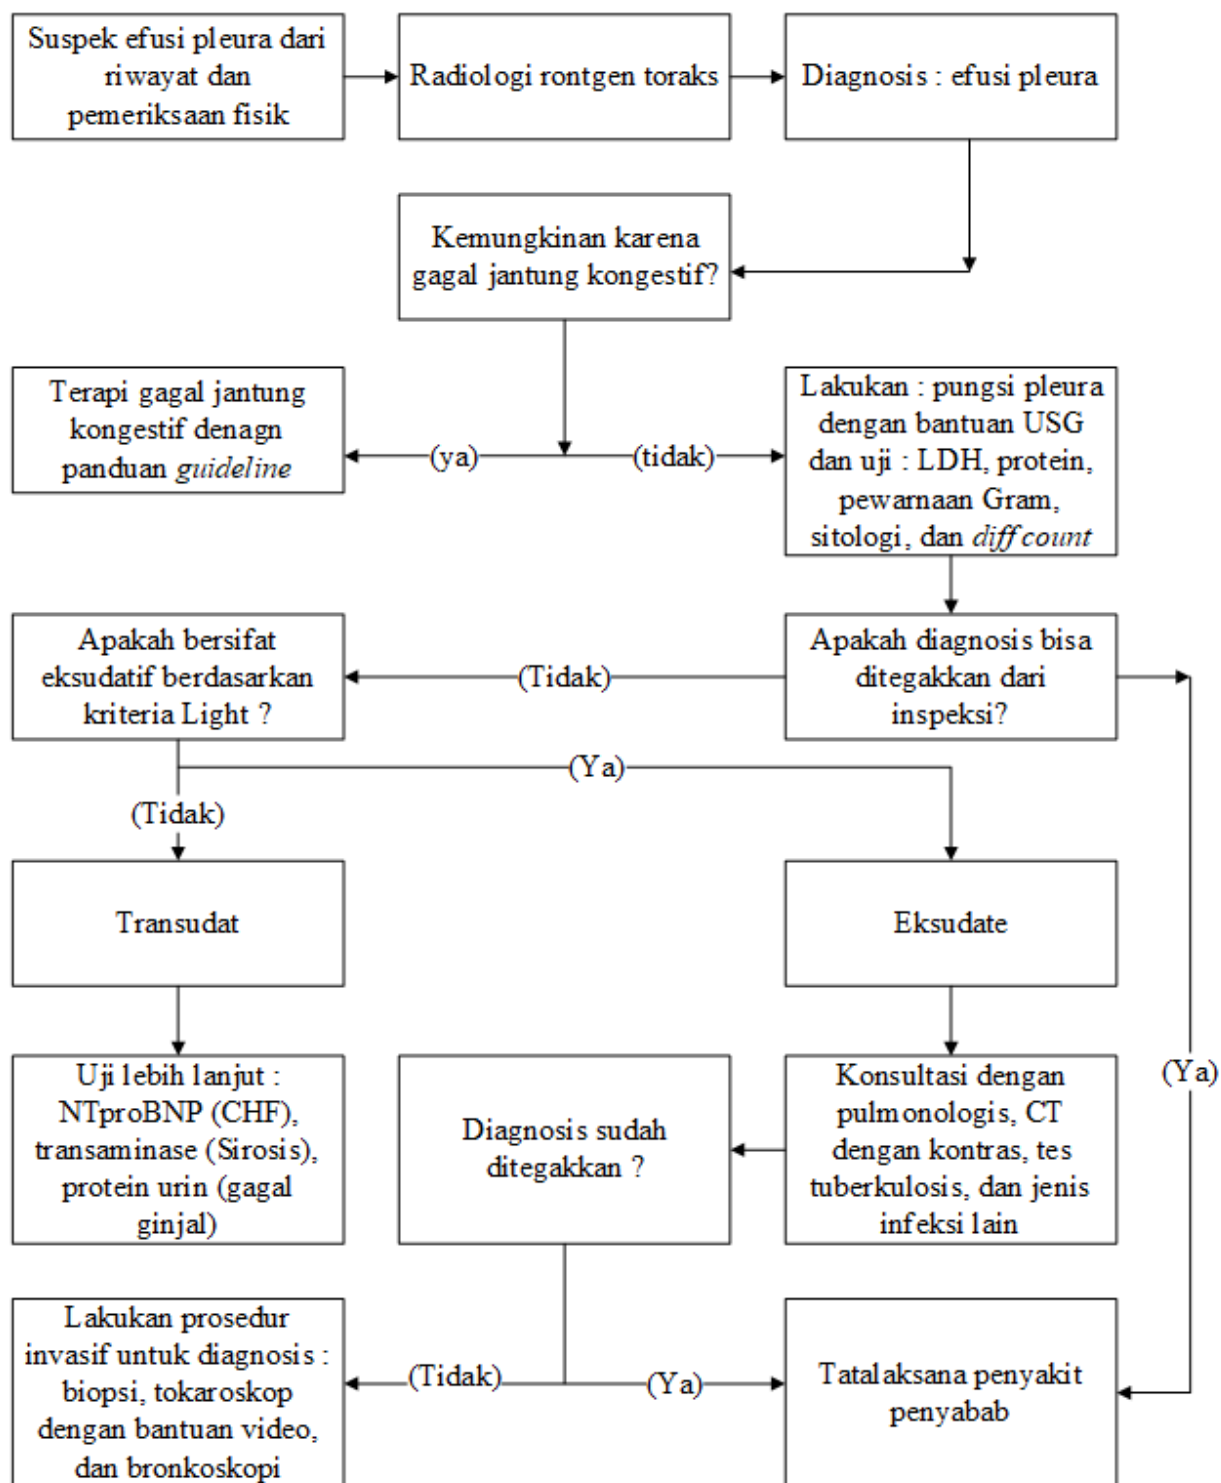 Suspek efusi pleura dari
riwayat dan
pemeriksaan fisik
Radiologi rontgen toraks
Diagnosis : efusi pleura
Kemungkinan karena
gagal jantung kongestif?
Terapi gagal jantung
kongestif denagn
panduan guideline
(ya)
(tidak)
Lakukan : pungsi pleura
dengan bantuan USG
dan uji : LDH, protein,
pewarnaan Gram,
sitologi, dan diff count
Apakah bersifat
eksudatif berdasarkan
kriteria Light ?
(Tidak)
Apakah diagnosis bisa
ditegakkan dari
inspeksi?
(Ya)
(Tidak)
Transudat
Eksudate
Uji lebih lanjut :
NTproBNP (CHF),
transaminase (Sirosis),
protein urin (gagal
ginjal)
Diagnosis sudah
ditegakkan ?
Konsultasi dengan
pulmonologis, CT
dengan kontras, tes
tuberkulosis, dan jenis
infeksi lain
(Ya)
Lakukan prosedur
invasif untuk diagnosis :
biopsi, tokaroskop
dengan bantuan video,
dan bronkoskopi
(Tidak)
(Ya)
Tatalaksana penyakit
penyabab